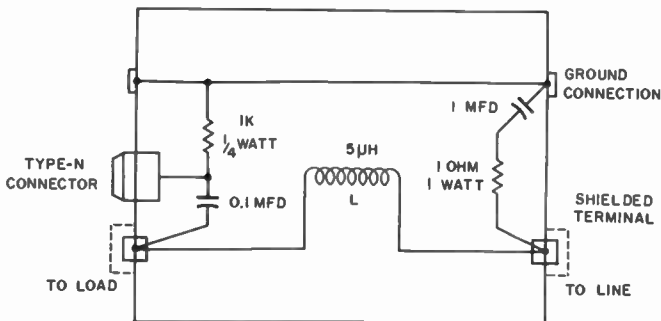 GROUND
CONNECTION
1 MFD
1K
1/4 WATT
5µH
1 OHM
1 WATT
TYPE-N
CONNECTOR
0.1 MFD
L
SHIELDED
TERMINAL
TO LOAD
TO LINE